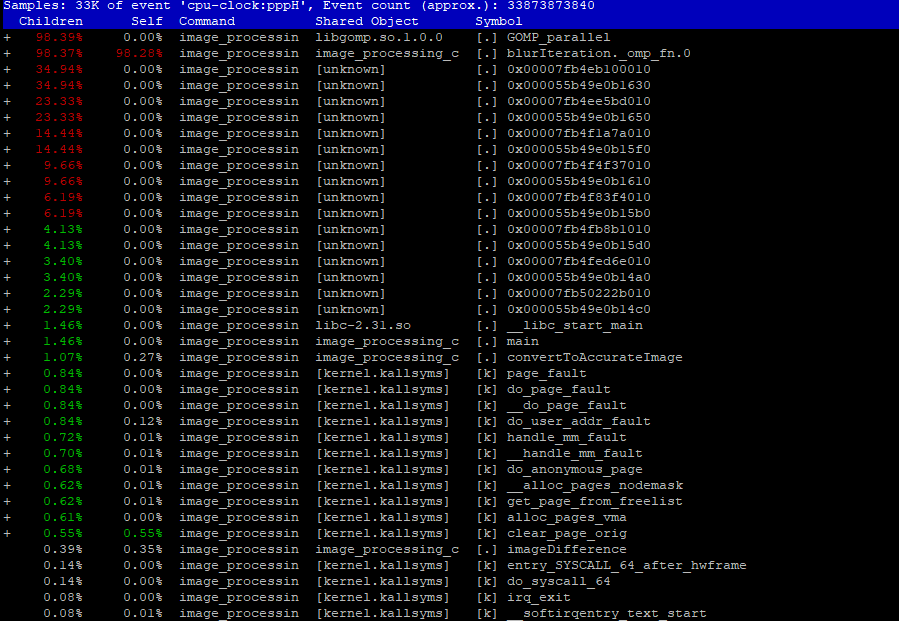 Samples: 33K of event 'cpu-clock:pppH', Event count (approx.): 33873873840
Children Self Command Shared Object Symbol
+ 98.39% 0.00% image_processin libgomp.so.1.0.0 [.] GOMP_parallel
+ 98.37% 98.28% image_processin image_processing_c [.] blurIteration._omp_fn.0
+ 34.94% 0.00% image_processin [unknown] [.] 0x00007fb4eb100010
+ 34.94% 0.00% image_processin [unknown] [.] 0x000055b49e0b1630
+ 23.33% 0.00% image_processin [unknown] [.] 0x00007fb4ee5bd010
+ 23.33% 0.00% image_processin [unknown] [.] 0x000055b49e0b1650
+ 14.44% 0.00% image_processin [unknown] [.] 0x00007fb4f1a7a010
+ 14.44% 0.00% image_processin [unknown] [.] 0x000055b49e0b15f0
+ 9.66% 0.00% image_processin [unknown] [.] 0x00007fb4f4f37010
+ 9.66% 0.00% image_processin [unknown] [.] 0x000055b49e0b1610
+ 6.19% 0.00% image_processin [unknown] [.] 0x00007fb4f83f4010
+ 6.19% 0.00% image_processin [unknown] [.] 0x000055b49e0b15b0
+ 4.13% 0.00% image_processin [unknown] [.] 0x00007fb4fb8b1010
+ 4.13% 0.00% image_processin [unknown] [.] 0x000055b49e0b15d0
+ 3.40% 0.00% image_processin [unknown] [.] 0x00007fb4fed6e010
+ 3.40% 0.00% image_processin [unknown] [.] 0x000055b49e0b14a0
+ 2.29% 0.00% image_processin [unknown] [.] 0x00007fb50222b010
+ 2.29% 0.00% image_processin [unknown] [.] 0x000055b49e0b14c0
+ 1.46% 0.00% image_processin libc-2.31.so [.] __libc_start_main
+ 1.46% 0.00% image_processin image_processing_c [.] main
+ 1.07% 0.27% image_processin image_processing_c [.] convertToAccurateImage
+ 0.84% 0.00% image_processin [kernel.kallsyms] [k] page_fault
+ 0.84% 0.00% image_processin [kernel.kallsyms] [k] do_page_fault
+ 0.84% 0.00% image_processin [kernel.kallsyms] [k] __do_page_fault
+ 0.84% 0.12% image_processin [kernel.kallsyms] [k] do_user_addr_fault
+ 0.72% 0.01% image_processin [kernel.kallsyms] [k] handle_mm_fault
+ 0.70% 0.01% image_processin [kernel.kallsyms] [k] __handle_mm_fault
+ 0.68% 0.01% image_processin [kernel.kallsyms] [k] do_anonymous_page
+ 0.62% 0.01% image_processin [kernel.kallsyms] [k] __alloc_pages_nodemask
+ 0.62% 0.01% image_processin [kernel.kallsyms] [k] get_page_from_freelist
+ 0.61% 0.00% image_processin [kernel.kallsyms] [k] alloc_pages_vma
+ 0.55% 0.55% image_processin [kernel.kallsyms] [k] clear_page_orig
0.39% 0.35% image_processin image_processing_c [.] imageDifference
0.14% 0.00% image_processin [kernel.kallsyms] [k] entry_SYSCALL_64_after_hwframe
0.14% 0.00% image_processin [kernel.kallsyms] [k] do_syscall_64
0.08% 0.00% image_processin [kernel.kallsyms] [k] irq_exit
0.08% 0.01% image_processin [kernel.kallsyms] [k] __softirqentry_text_start